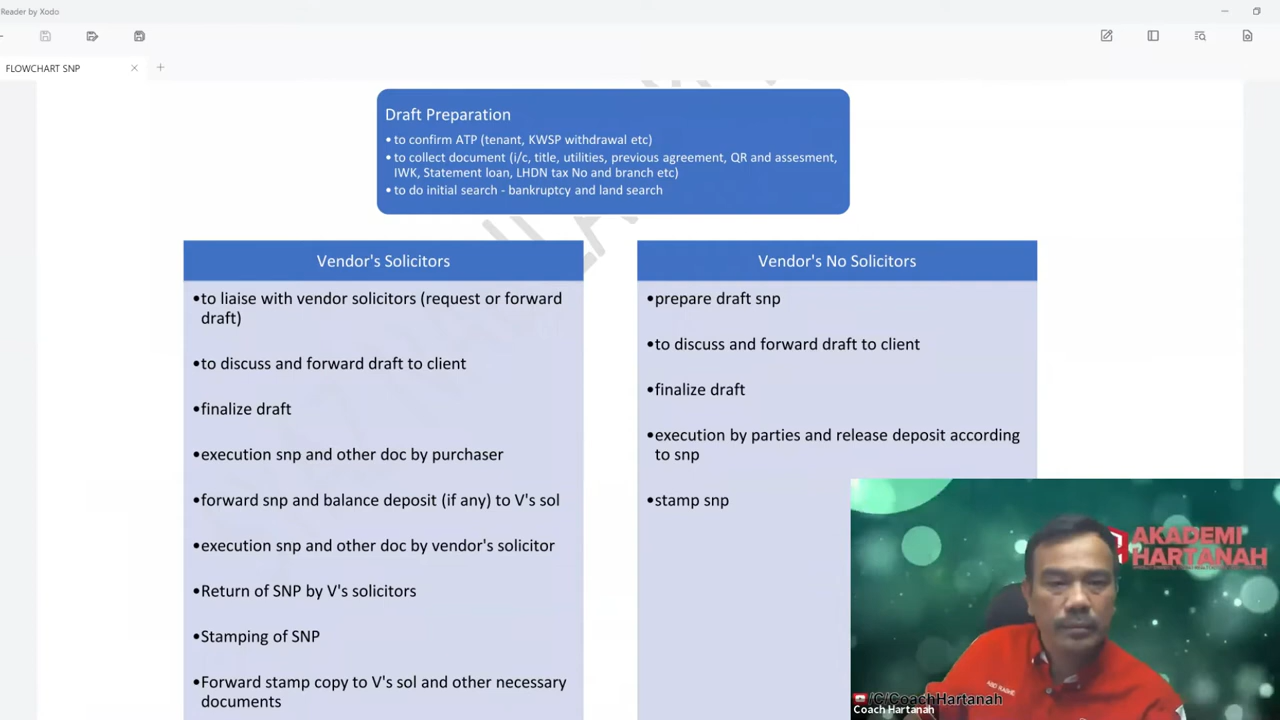 Reader by Xodo
FLOWCHART SNP
Draft Preparation
• to confirm ATP (tenant, KWSP withdrawal etc)
• to collect document (i/c, title, utilities, previous agreement, QR and assesment,
IWK, Statement loan, LHDN tax No and branch etc)
• to do initial search - bankruptcy and land search
Vendor's Solicitors
•to liaise with vendor solicitors (request or forward
draft)
•to discuss and forward draft to client
•finalize draft
•execution snp and other doc by purchaser
•forward snp and balance deposit (if any) to V's sol
•execution snp and other doc by vendor's solicitor
•Return of SNP by V's solicitors
•Stamping of SNP
•Forward stamp copy to V's sol and other necessary
documents
Vendor's No Solicitors
•prepare draft snp
•to discuss and forward draft to client
•finalize draft
•execution by parties and release deposit according
to snp
•stamp snp
AKADEMI
HARTANAH
/C/CoachHartanah
Coach Hartanah